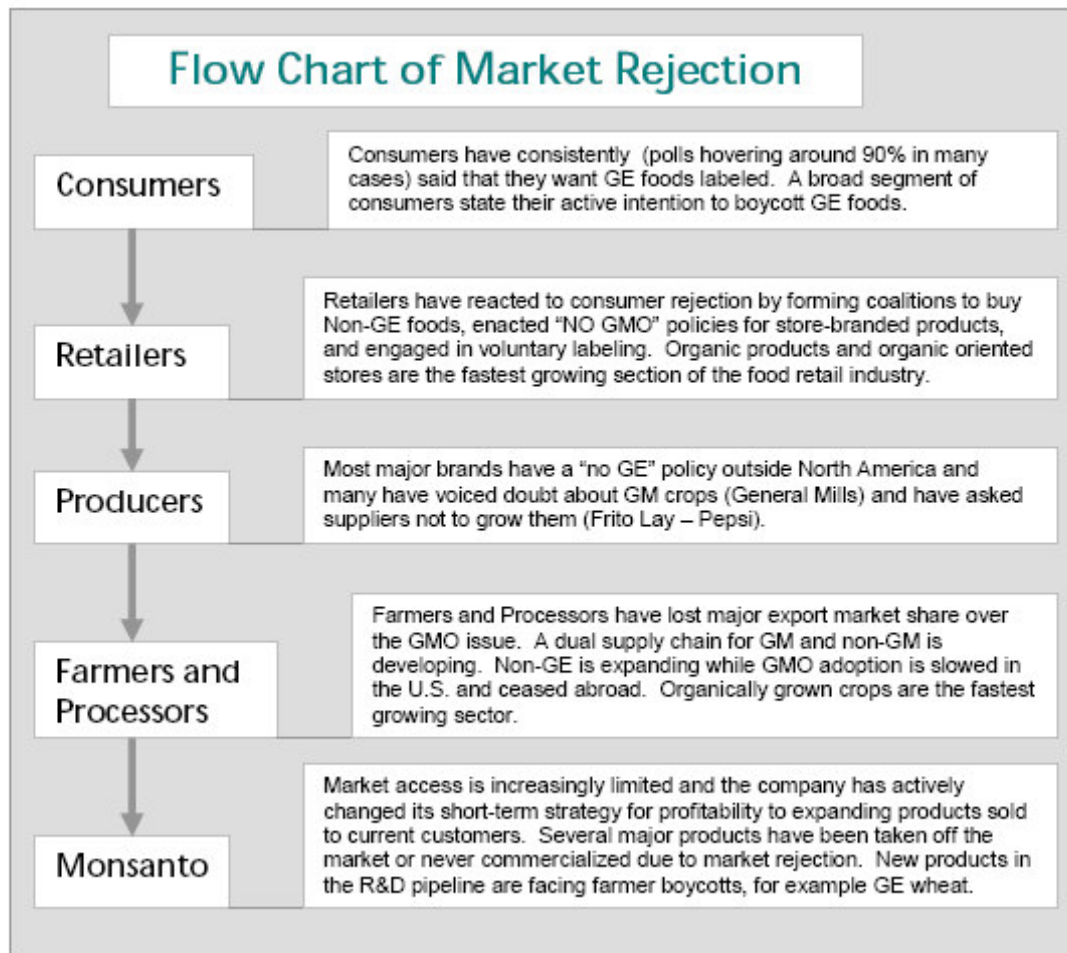 Flow Chart of Market Rejection
Consumers
Consumers have consistently (polls hovering around 90% in many
cases) said that they want GE foods labeled. A broad segment of
consumers state their active intention to boycott GE foods.
Retailers
Retailers have reacted to consumer rejection by forming coalitions to buy
Non-GE foods, enacted “NO GMO” policies for store-branded products,
and engaged in voluntary labeling. Organic products and organic oriented
stores are the fastest growing section of the food retail industry.
Producers
Most major brands have a “no GE” policy outside North America and
many have voiced doubt about GM crops (General Mills) and have asked
suppliers not to grow them (Frito Lay – Pepsi).
Farmers and
Processors
Farmers and Processors have lost major export market share over
the GMO issue. A dual supply chain for GM and non-GM is
developing. Non-GE is expanding while GMO adoption is slowed in
the U.S. and ceased abroad. Organically grown crops are the fastest
growing sector.
Monsanto
Market access is increasingly limited and the company has actively
changed its short-term strategy for profitability to expanding products sold
to current customers. Several major products have been taken off the
market or never commercialized due to market rejection. New products in
the R&D pipeline are facing farmer boycotts, for example GE wheat.